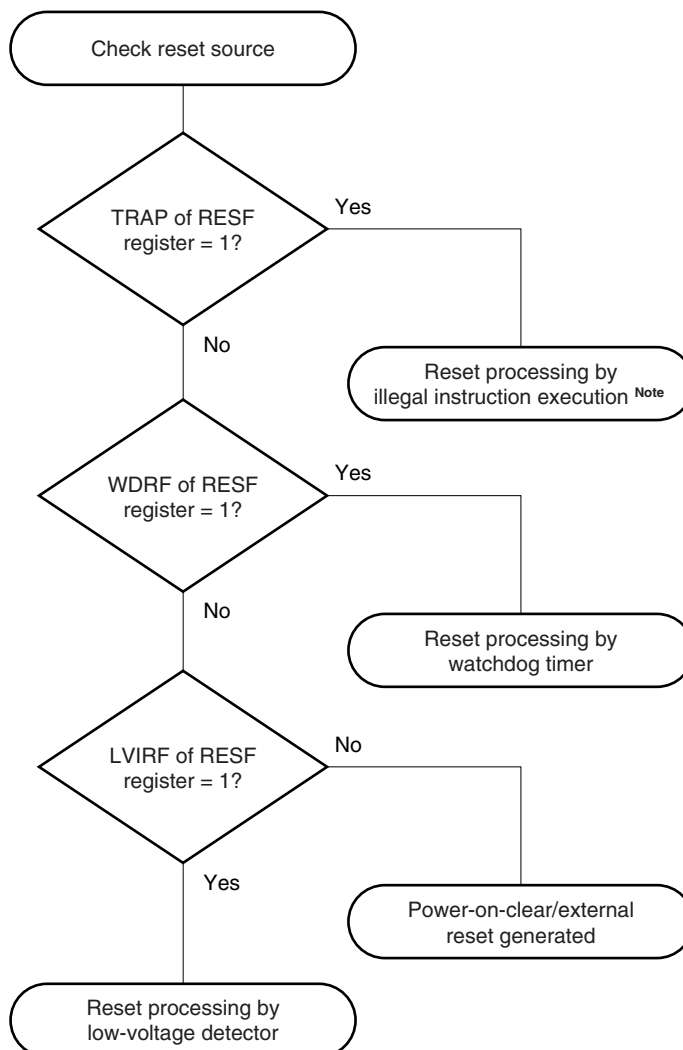 Check reset source
TRAP of RESF
register = 1?
Yes
No
Reset processing by
illegal instruction execution Note
WDRF of RESF
register = 1?
Yes
No
Reset processing by
watchdog timer
LVIRF of RESF
register = 1?
No
Yes
Power-on-clear/external
reset generated
Reset processing by
low-voltage detector